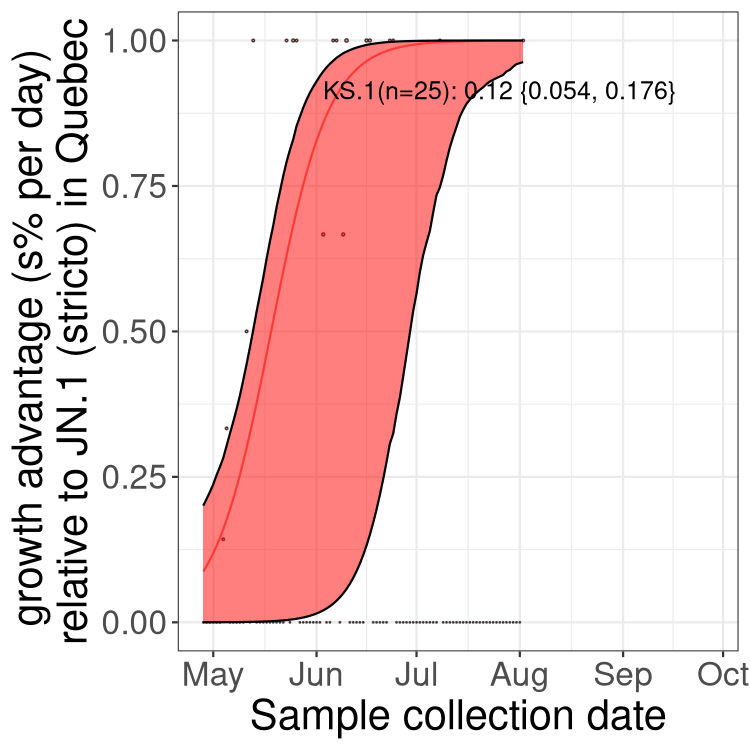 growth advantage (s% per day)
relative to JN.1 (stricto) in Quebec
1.00
0.75
0.50
0.25
0.00
KS.1(n=25): 0.12 {0.054, 0.176}
May Jun Jul Aug Sep Oct
Sample collection date